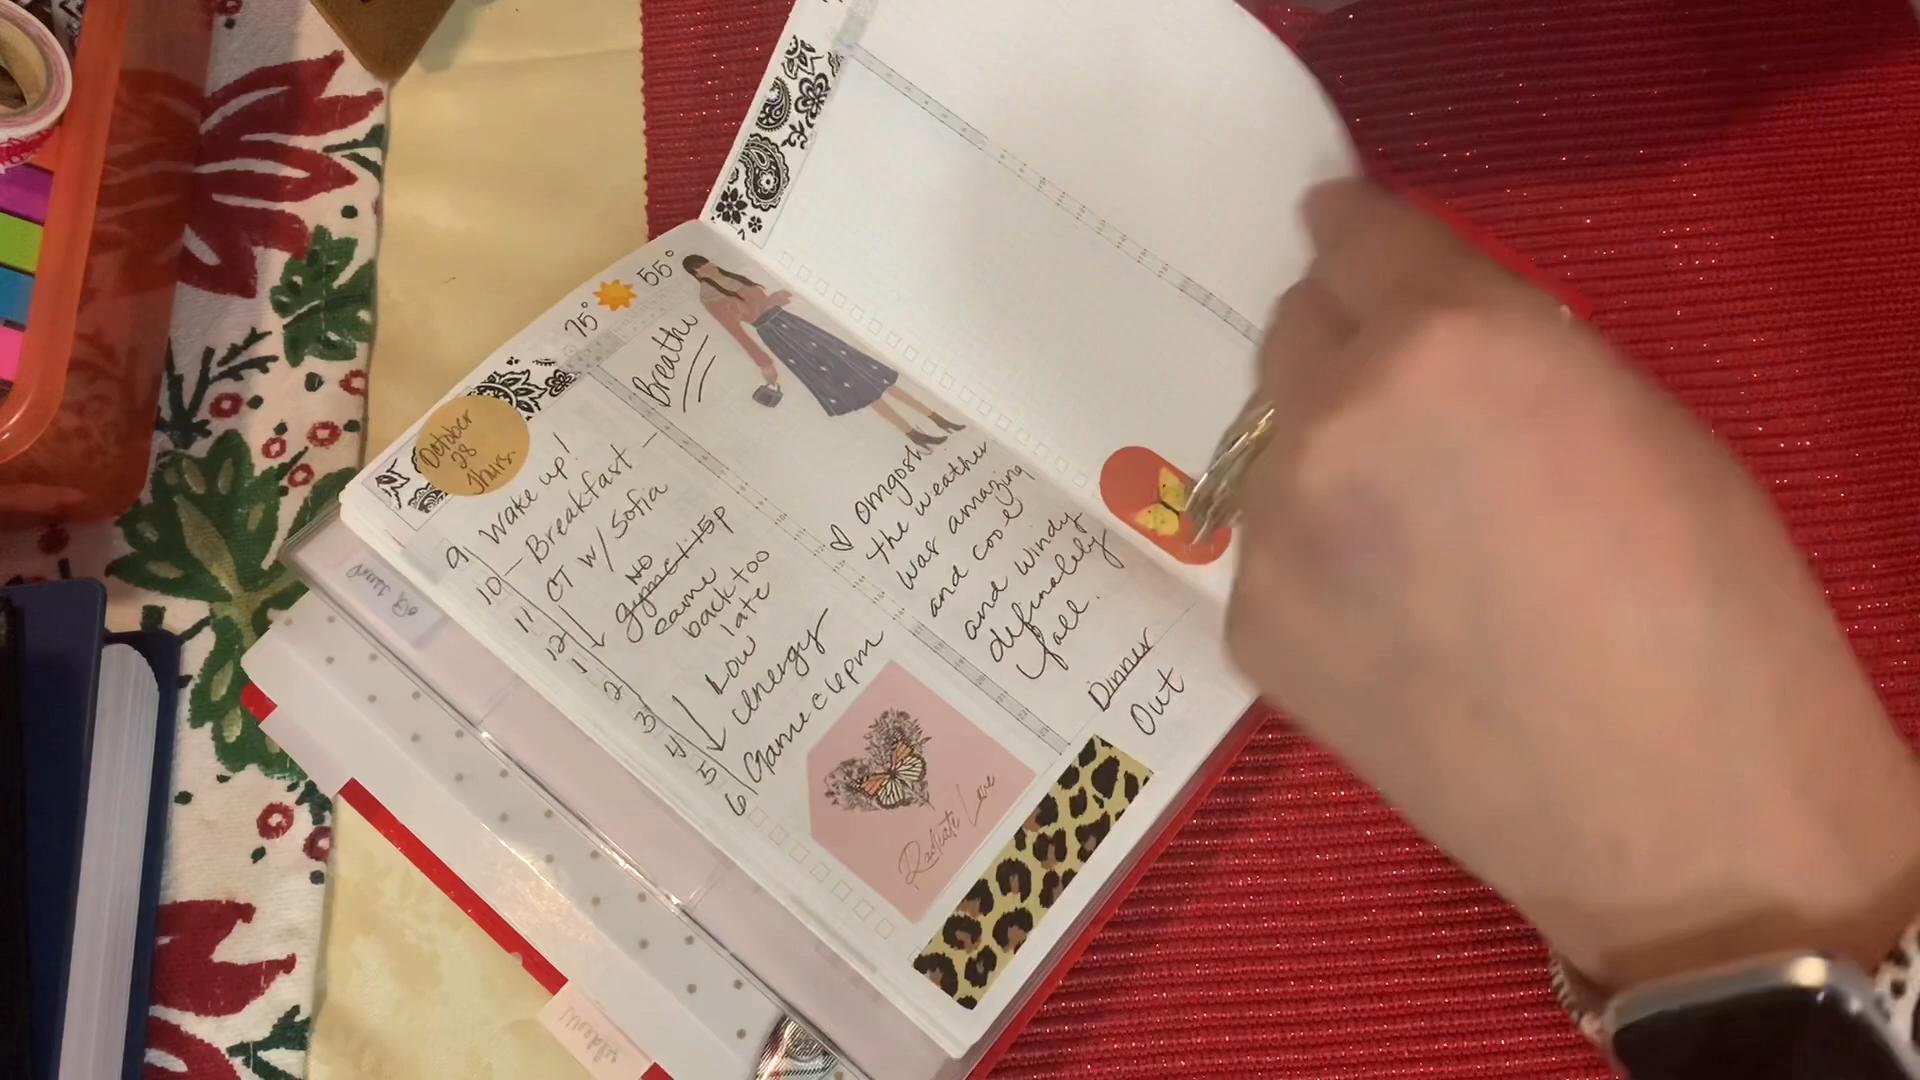 75° 55°
Breathe
October
28
Thurs.
9 Wake up!
10 - Breakfast -
11 OT w/ Sofia
12
NO
gym 1:15p
came
back too
late
1
2
3 Low
4 energy
5
6 Game @ 6pm
omgosh
the weather
was amazing
and cool
and windy
definately
fall.
Dinner
Out
Radiate Love